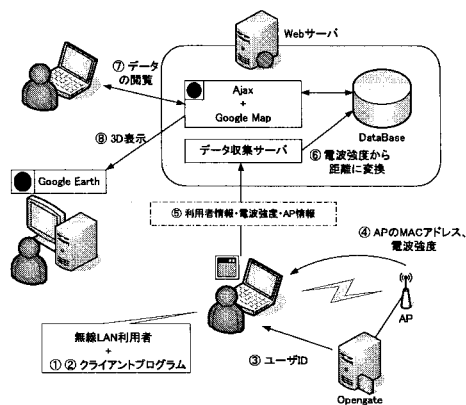 Webサーバ
⑦ データ
の閲覧
Ajax
+
Google Map
DataBase
⑧ 3D表示
データ収集サーバ
⑥ 電波強度から
距離に変換
Google Earth
⑤ 利用者情報・電波強度・AP情報
④ APのMACアドレス、
電波強度
AP
無線LAN利用者
+
① ② クライアントプログラム
③ ユーザID
Opengate